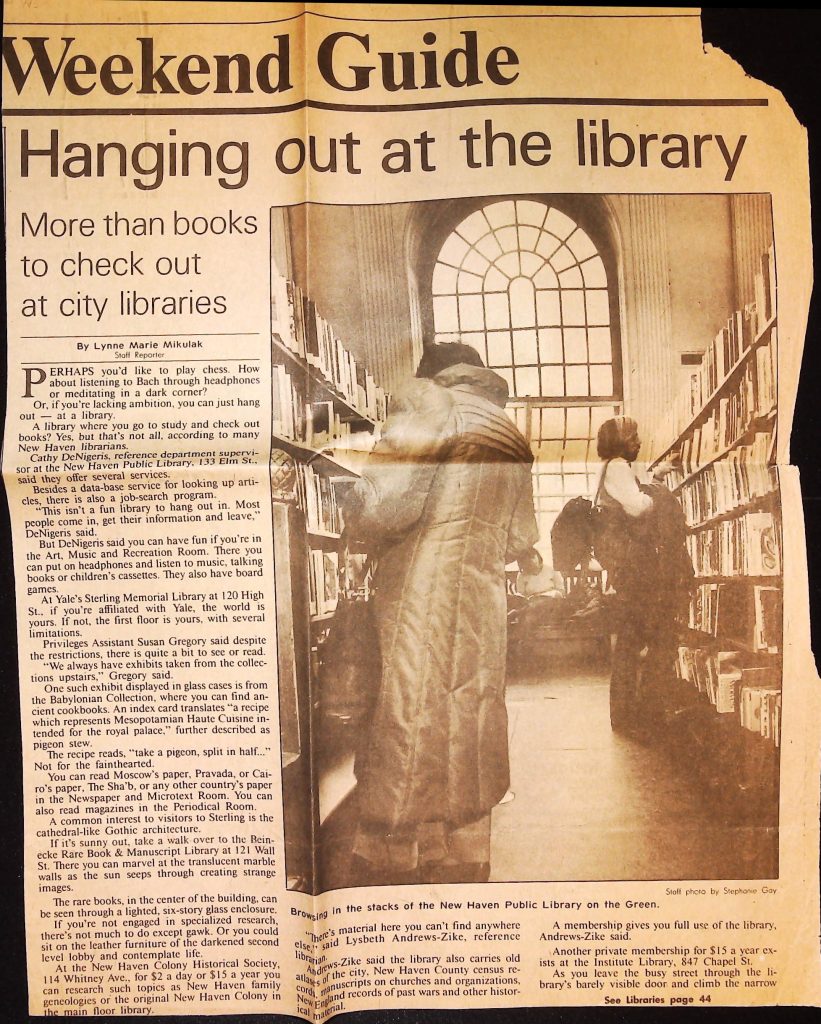 Weekend Guide
Hanging out at the library
More than books
to check out
at city libraries
By Lynne Marie Mikulak
Staff Reporter
PERHAPS you'd like to play chess. How
about listening to Bach through headphones
or meditating in a dark corner?
Or, if you're lacking ambition, you can just hang
out — at a library.
A library where you go to study and check out
books? Yes, but that's not all, according to many
New Haven librarians.
Cathy DeNigeris, reference department supervi-
sor at the New Haven Public Library, 133 Elm St.,
said they offer several services.
Besides a data-base service for looking up arti-
cles, there is also a job-search program.
"This isn't a fun library to hang out in. Most
people come in, get their information and leave,"
DeNigeris said.
But DeNigeris said you can have fun if you're in
the Art, Music and Recreation Room. There you
can put on headphones and listen to music, talking
books or children's cassettes. They also have board
games.
At Yale's Sterling Memorial Library at 120 High
St., if you're affiliated with Yale, the world is
yours. If not, the first floor is yours, with several
limitations.
Privileges Assistant Susan Gregory said despite
the restrictions, there is quite a bit to see or read.
"We always have exhibits taken from the collec-
tions upstairs," Gregory said.
One such exhibit displayed in glass cases is from
the Babylonian Collection, where you can find an-
cient cookbooks. An index card translates "a recipe
which represents Mesopotamian Haute Cuisine in-
tended for the royal palace," further described as
pigeon stew.
The recipe reads, "take a pigeon, split in half..."
Not for the fainthearted.
You can read Moscow's paper, Pravada, or Cai-
ro's paper, The Sha'b, or any other country's paper
in the Newspaper and Microtext Room. You can
also read magazines in the Periodical Room.
A common interest to visitors to Sterling is the
cathedral-like Gothic architecture.
If it's sunny out, take a walk over to the Bein-
ecke Rare Book & Manuscript Library at 121 Wall
St. There you can marvel at the translucent marble
walls as the sun seeps through creating strange
images.
The rare books, in the center of the building, can
be seen through a lighted, six-story glass enclosure.
If you're not engaged in specialized research,
there's not much to do except gawk. Or you could
sit on the leather furniture of the darkened second
level lobby and contemplate life.
At the New Haven Colony Historical Society,
114 Whitney Ave., for $2 a day or $15 a year you
can research such topics as New Haven family
geneologies or the original New Haven Colony in
the main floor library.
Staff photo by Stephanie Gay
Browsing in the stacks of the New Haven Public Library on the Green.
"There's material here you can't find anywhere
else," said Lysbeth Andrews-Zike, reference
librarian.
Andrews-Zike said the library also carries old
atlases of the city, New Haven County census re-
cords, manuscripts on churches and organizations,
New England records of past wars and other histor-
ical material.
A membership gives you full use of the library,
Andrews-Zike said.
Another private membership for $15 a year ex-
ists at the Institute Library, 847 Chapel St.
As you leave the busy street through the li-
brary's barely visible door and climb the narrow
See Libraries page 44